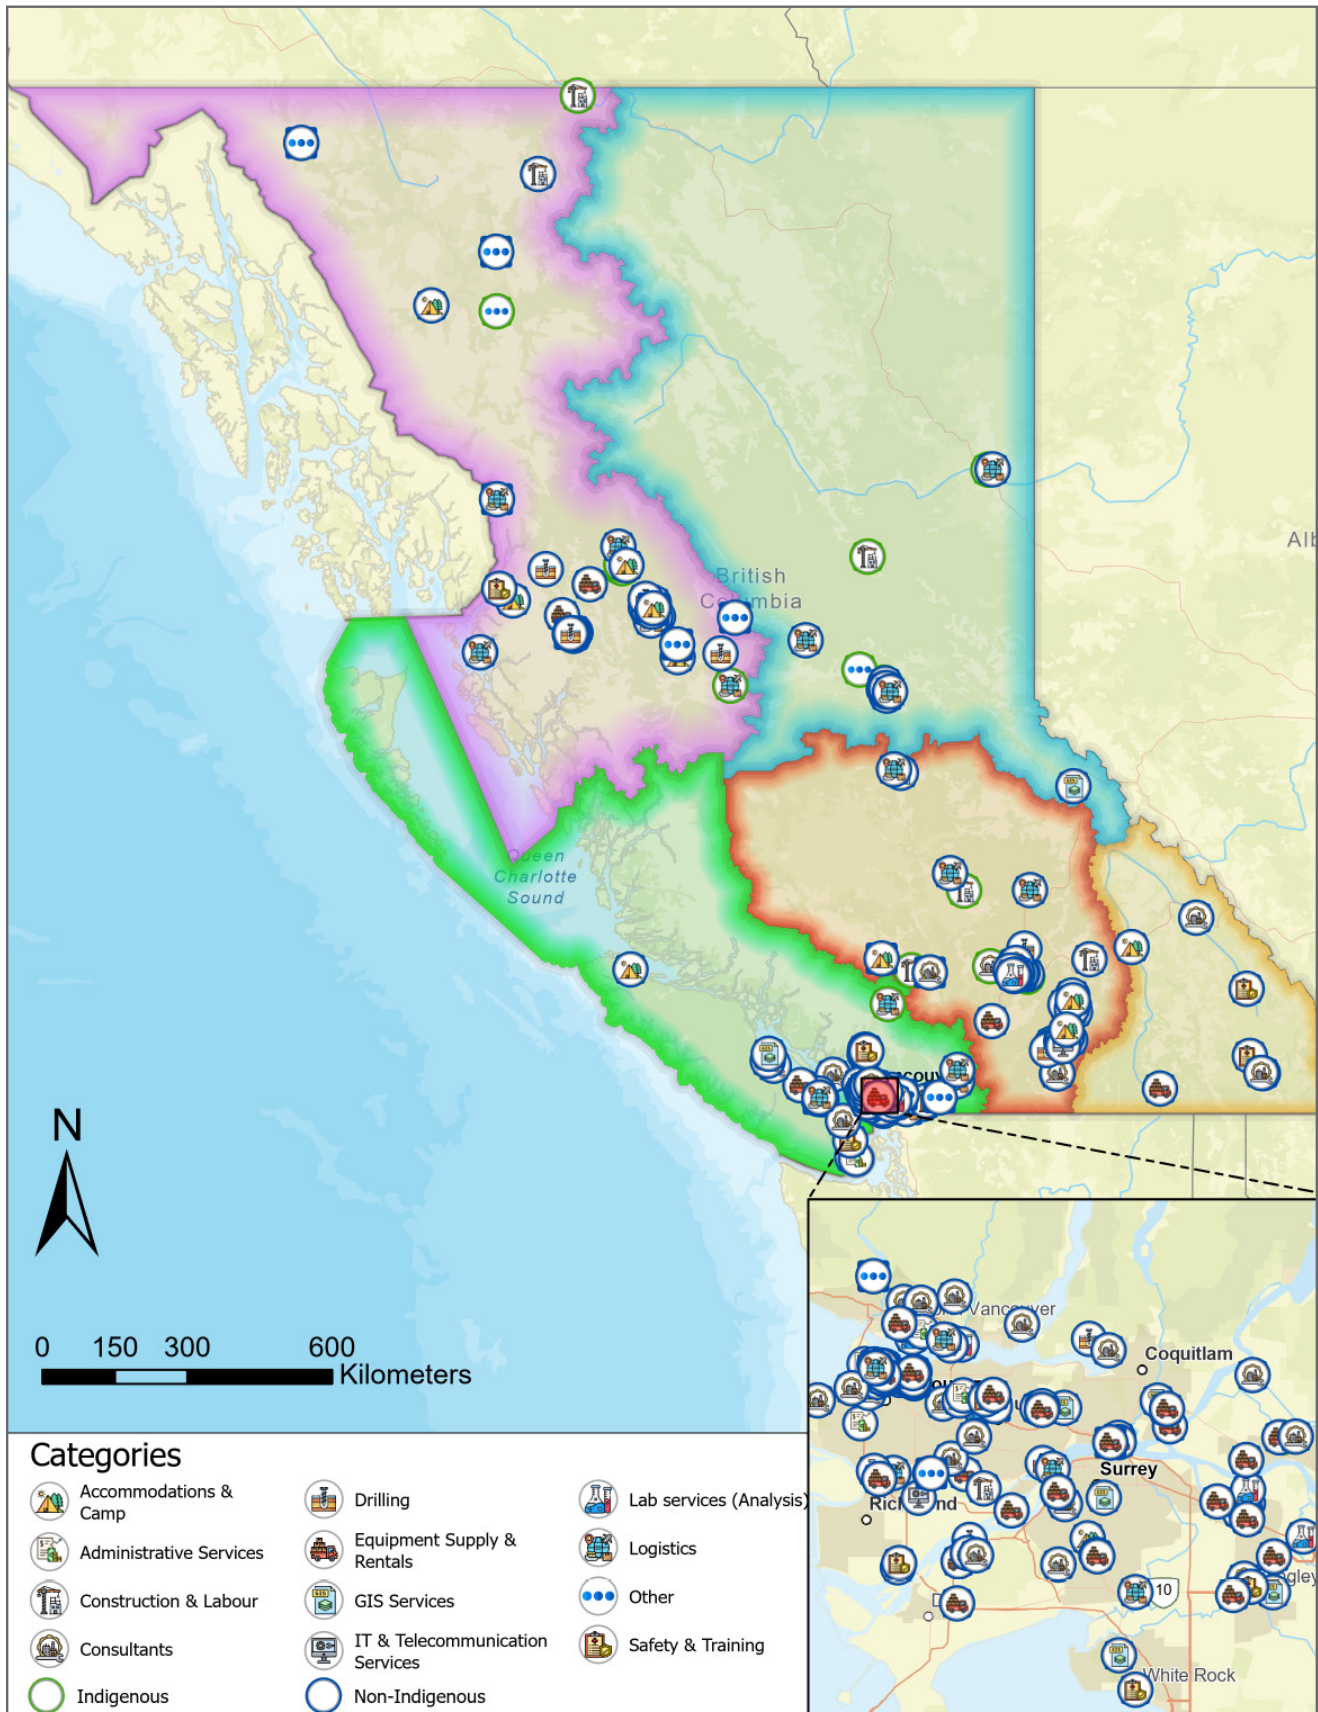 British
Columbia
Alb
Queen
Charlotte
Sound
N
0 150 300 600
Kilometers
North Vancouver
Coquitlam
Surrey
Richmond
10
White Rock
Categories
Accommodations &
Camp
Administrative Services
Construction & Labour
Consultants
Indigenous
Drilling
Equipment Supply &
Rentals
GIS Services
IT & Telecommunication
Services
Non-Indigenous
Lab services (Analysis)
Logistics
Other
Safety & Training